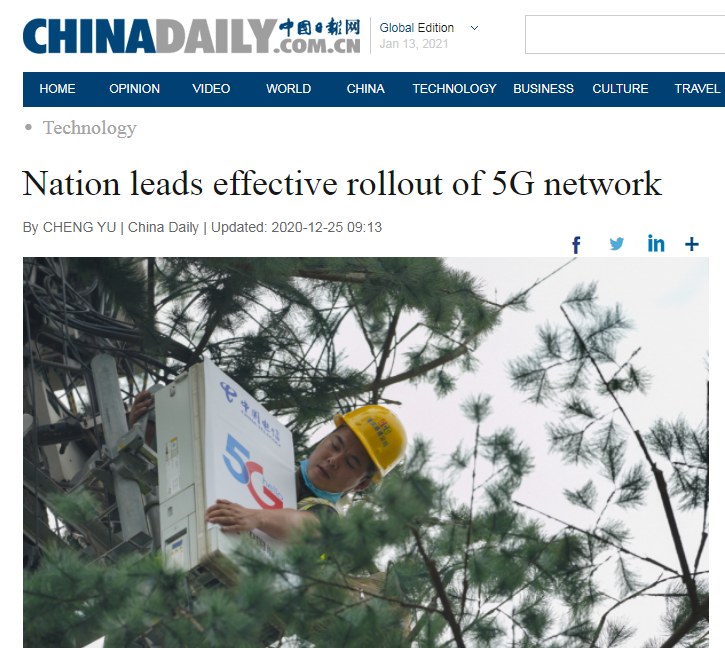 CHINADAILY 中国日报网
.COM.CN
Global Edition
Jan 13, 2021
HOME OPINION VIDEO WORLD CHINA TECHNOLOGY BUSINESS CULTURE TRAVEL
Technology
Nation leads effective rollout of 5G network
By CHENG YU | China Daily | Updated: 2020-12-25 09:13
f in +
中国电信
5G